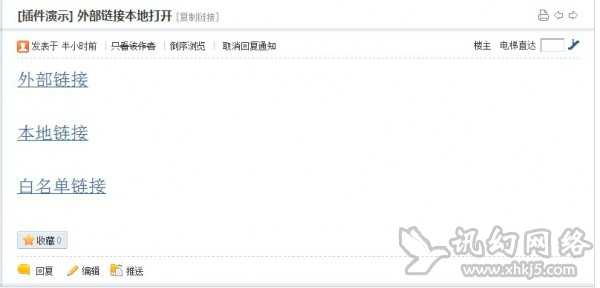 [插件演示] 外部链接本地打开 [复制链接]
发表于 半小时前 | 只看该作者 | 倒序浏览 | 取消回复通知 楼主 电梯直达
外部链接
本地链接
白名单链接
收藏 0
回复 编辑 推送
讯幻网络
www.xhkj5.com